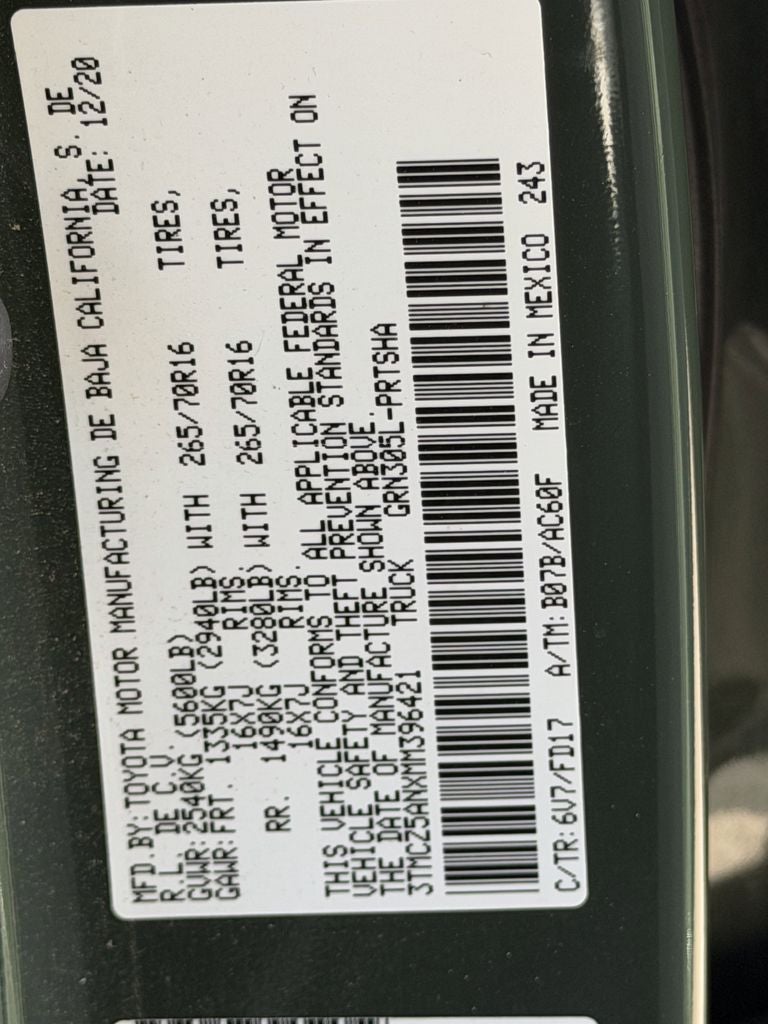 MFD.BY:TOYOTA MOTOR MANUFACTURING DE BAJA CALIFORNIA, S. DE
R.L. DE C.V. DATE: 12/20
GVWR:2540KG (5600LB)
GAWR:FRT. 1335KG (2940LB) WITH 265/70R16 TIRES,
16X7J RIMS,
RR. 1490KG (3280LB) WITH 265/70R16 TIRES,
16X7J RIMS.
THIS VEHICLE CONFORMS TO ALL APPLICABLE FEDERAL MOTOR
VEHICLE SAFETY AND THEFT PREVENTION STANDARDS IN EFFECT ON
THE DATE OF MANUFACTURE SHOWN ABOVE.
3TMCZ5ANXMM396421 TRUCK GRN305L-PRTSHA
C/TR:6V7/FD17 A/TM:B07B/AC60F MADE IN MEXICO 243